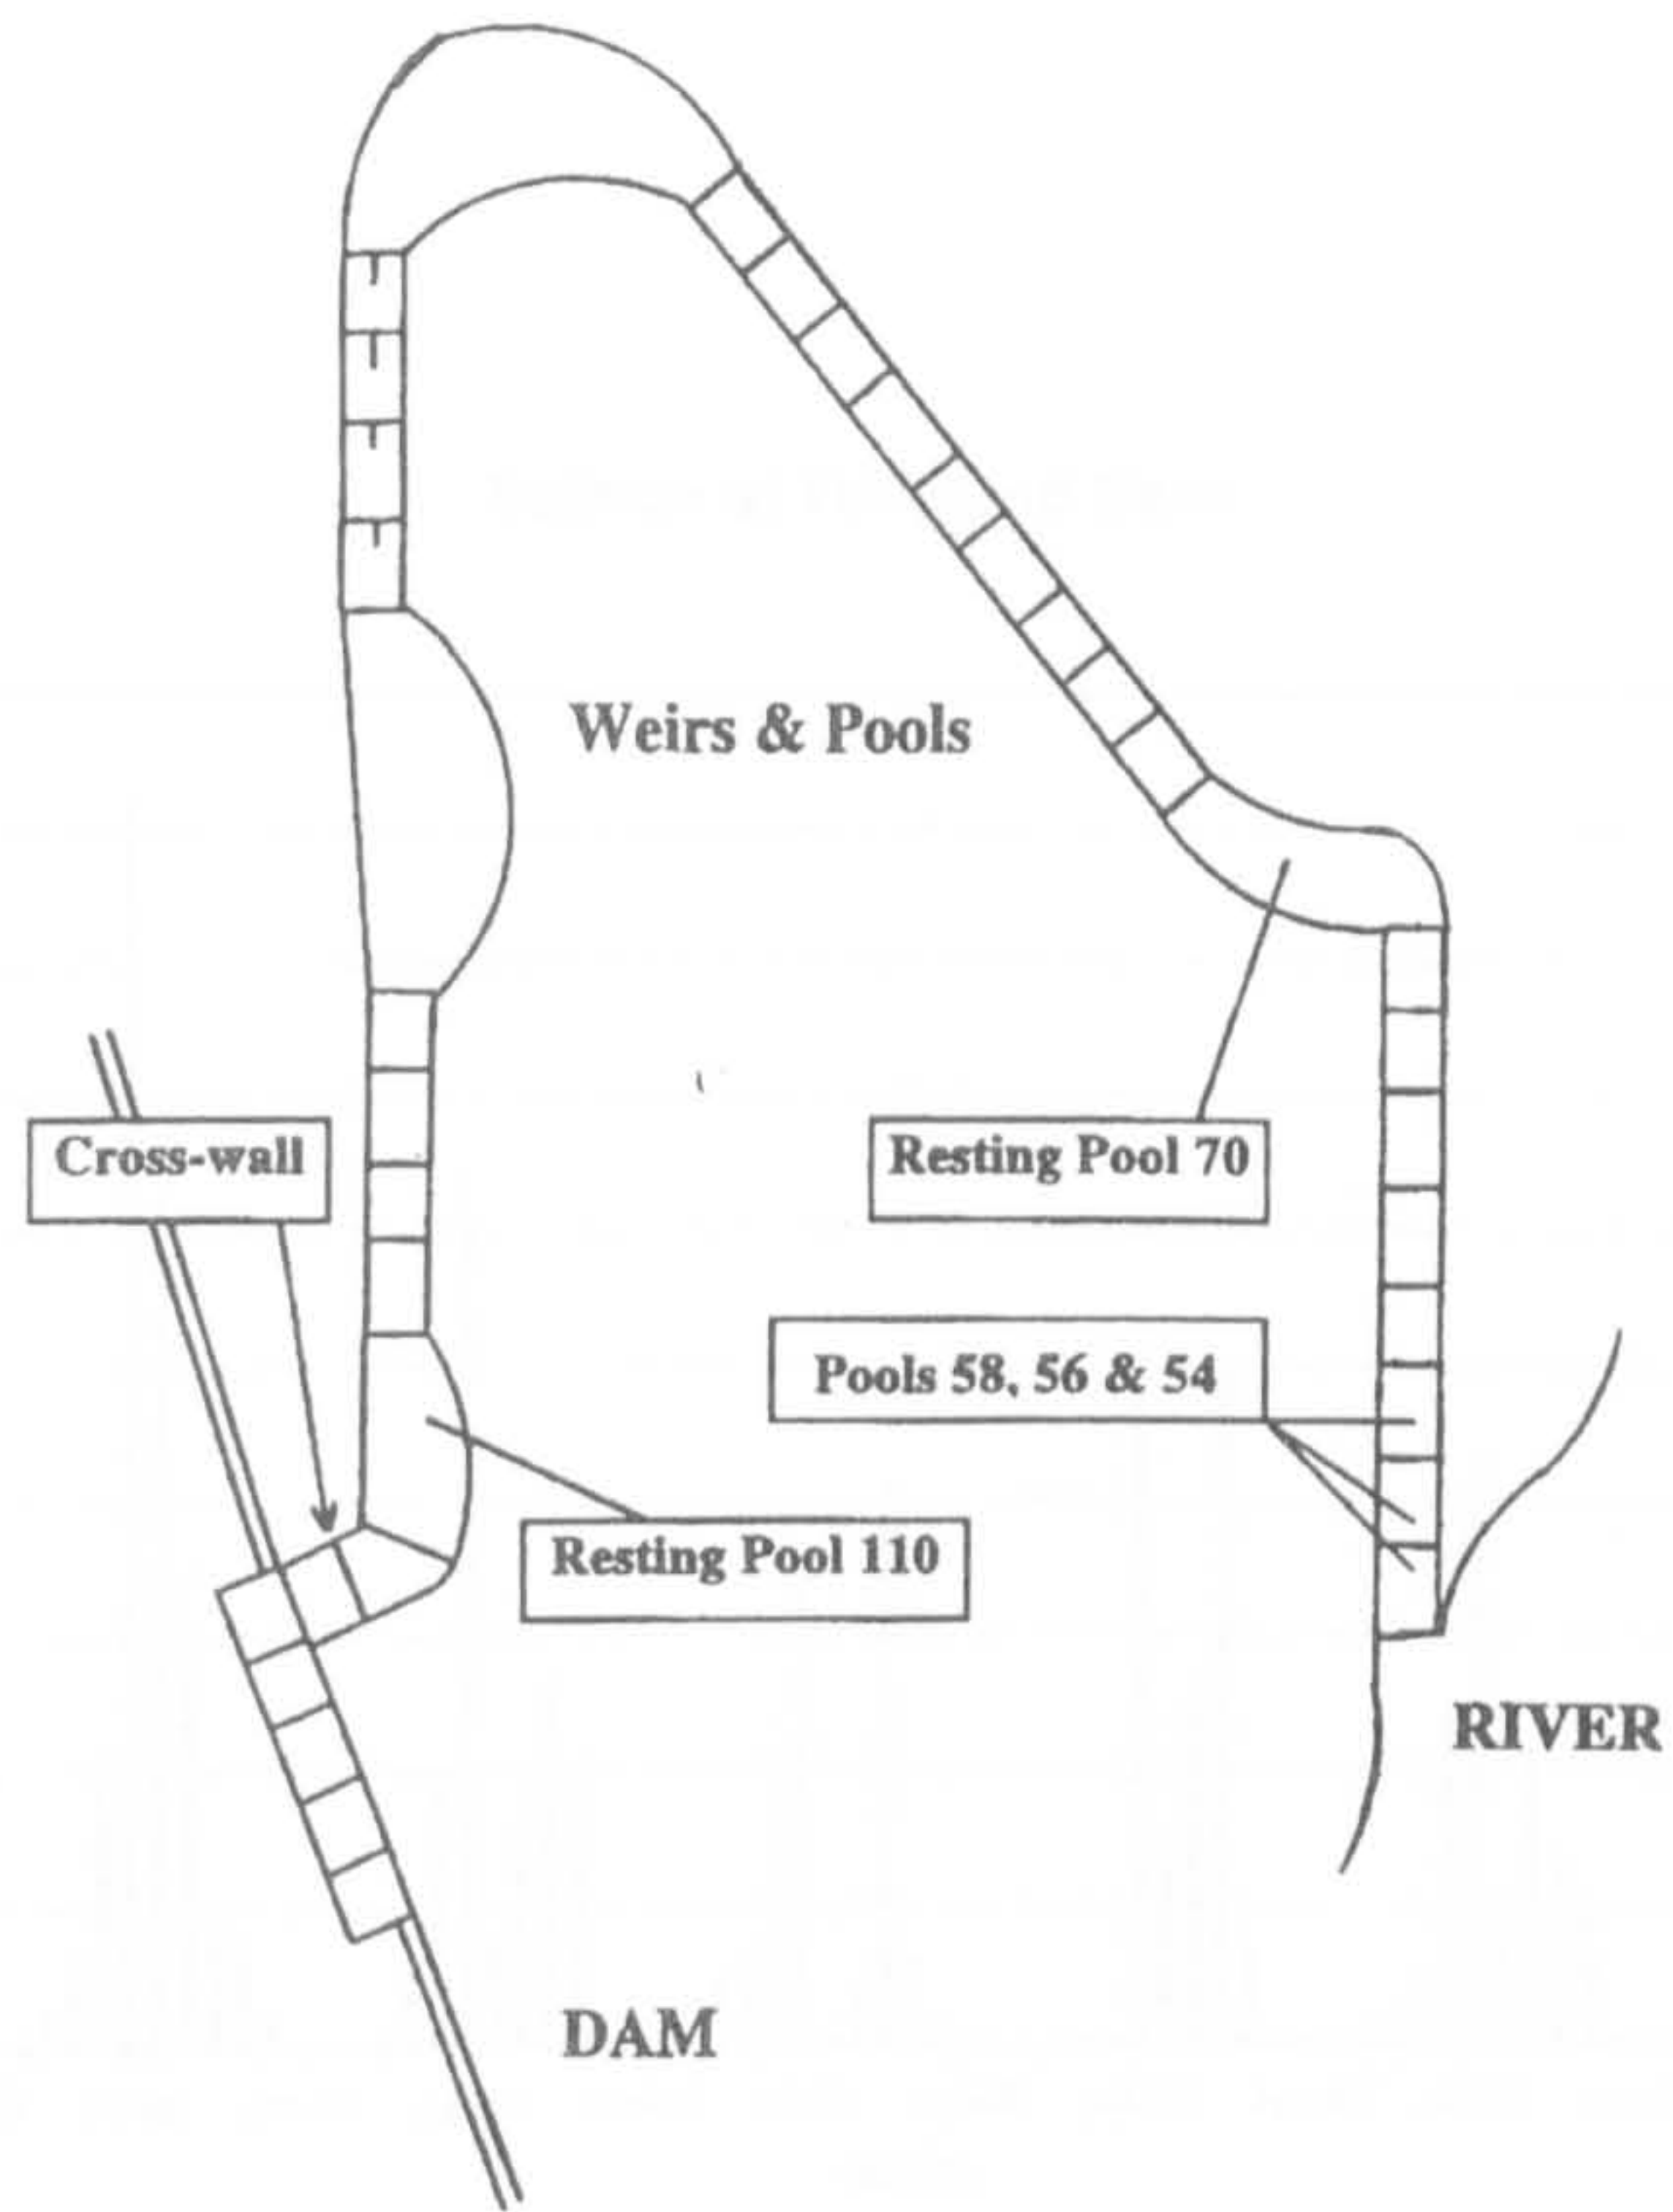 Weirs & Pools
Cross-wall
Resting Pool 70
Pools 58, 56 & 54
Resting Pool 110
RIVER
DAM